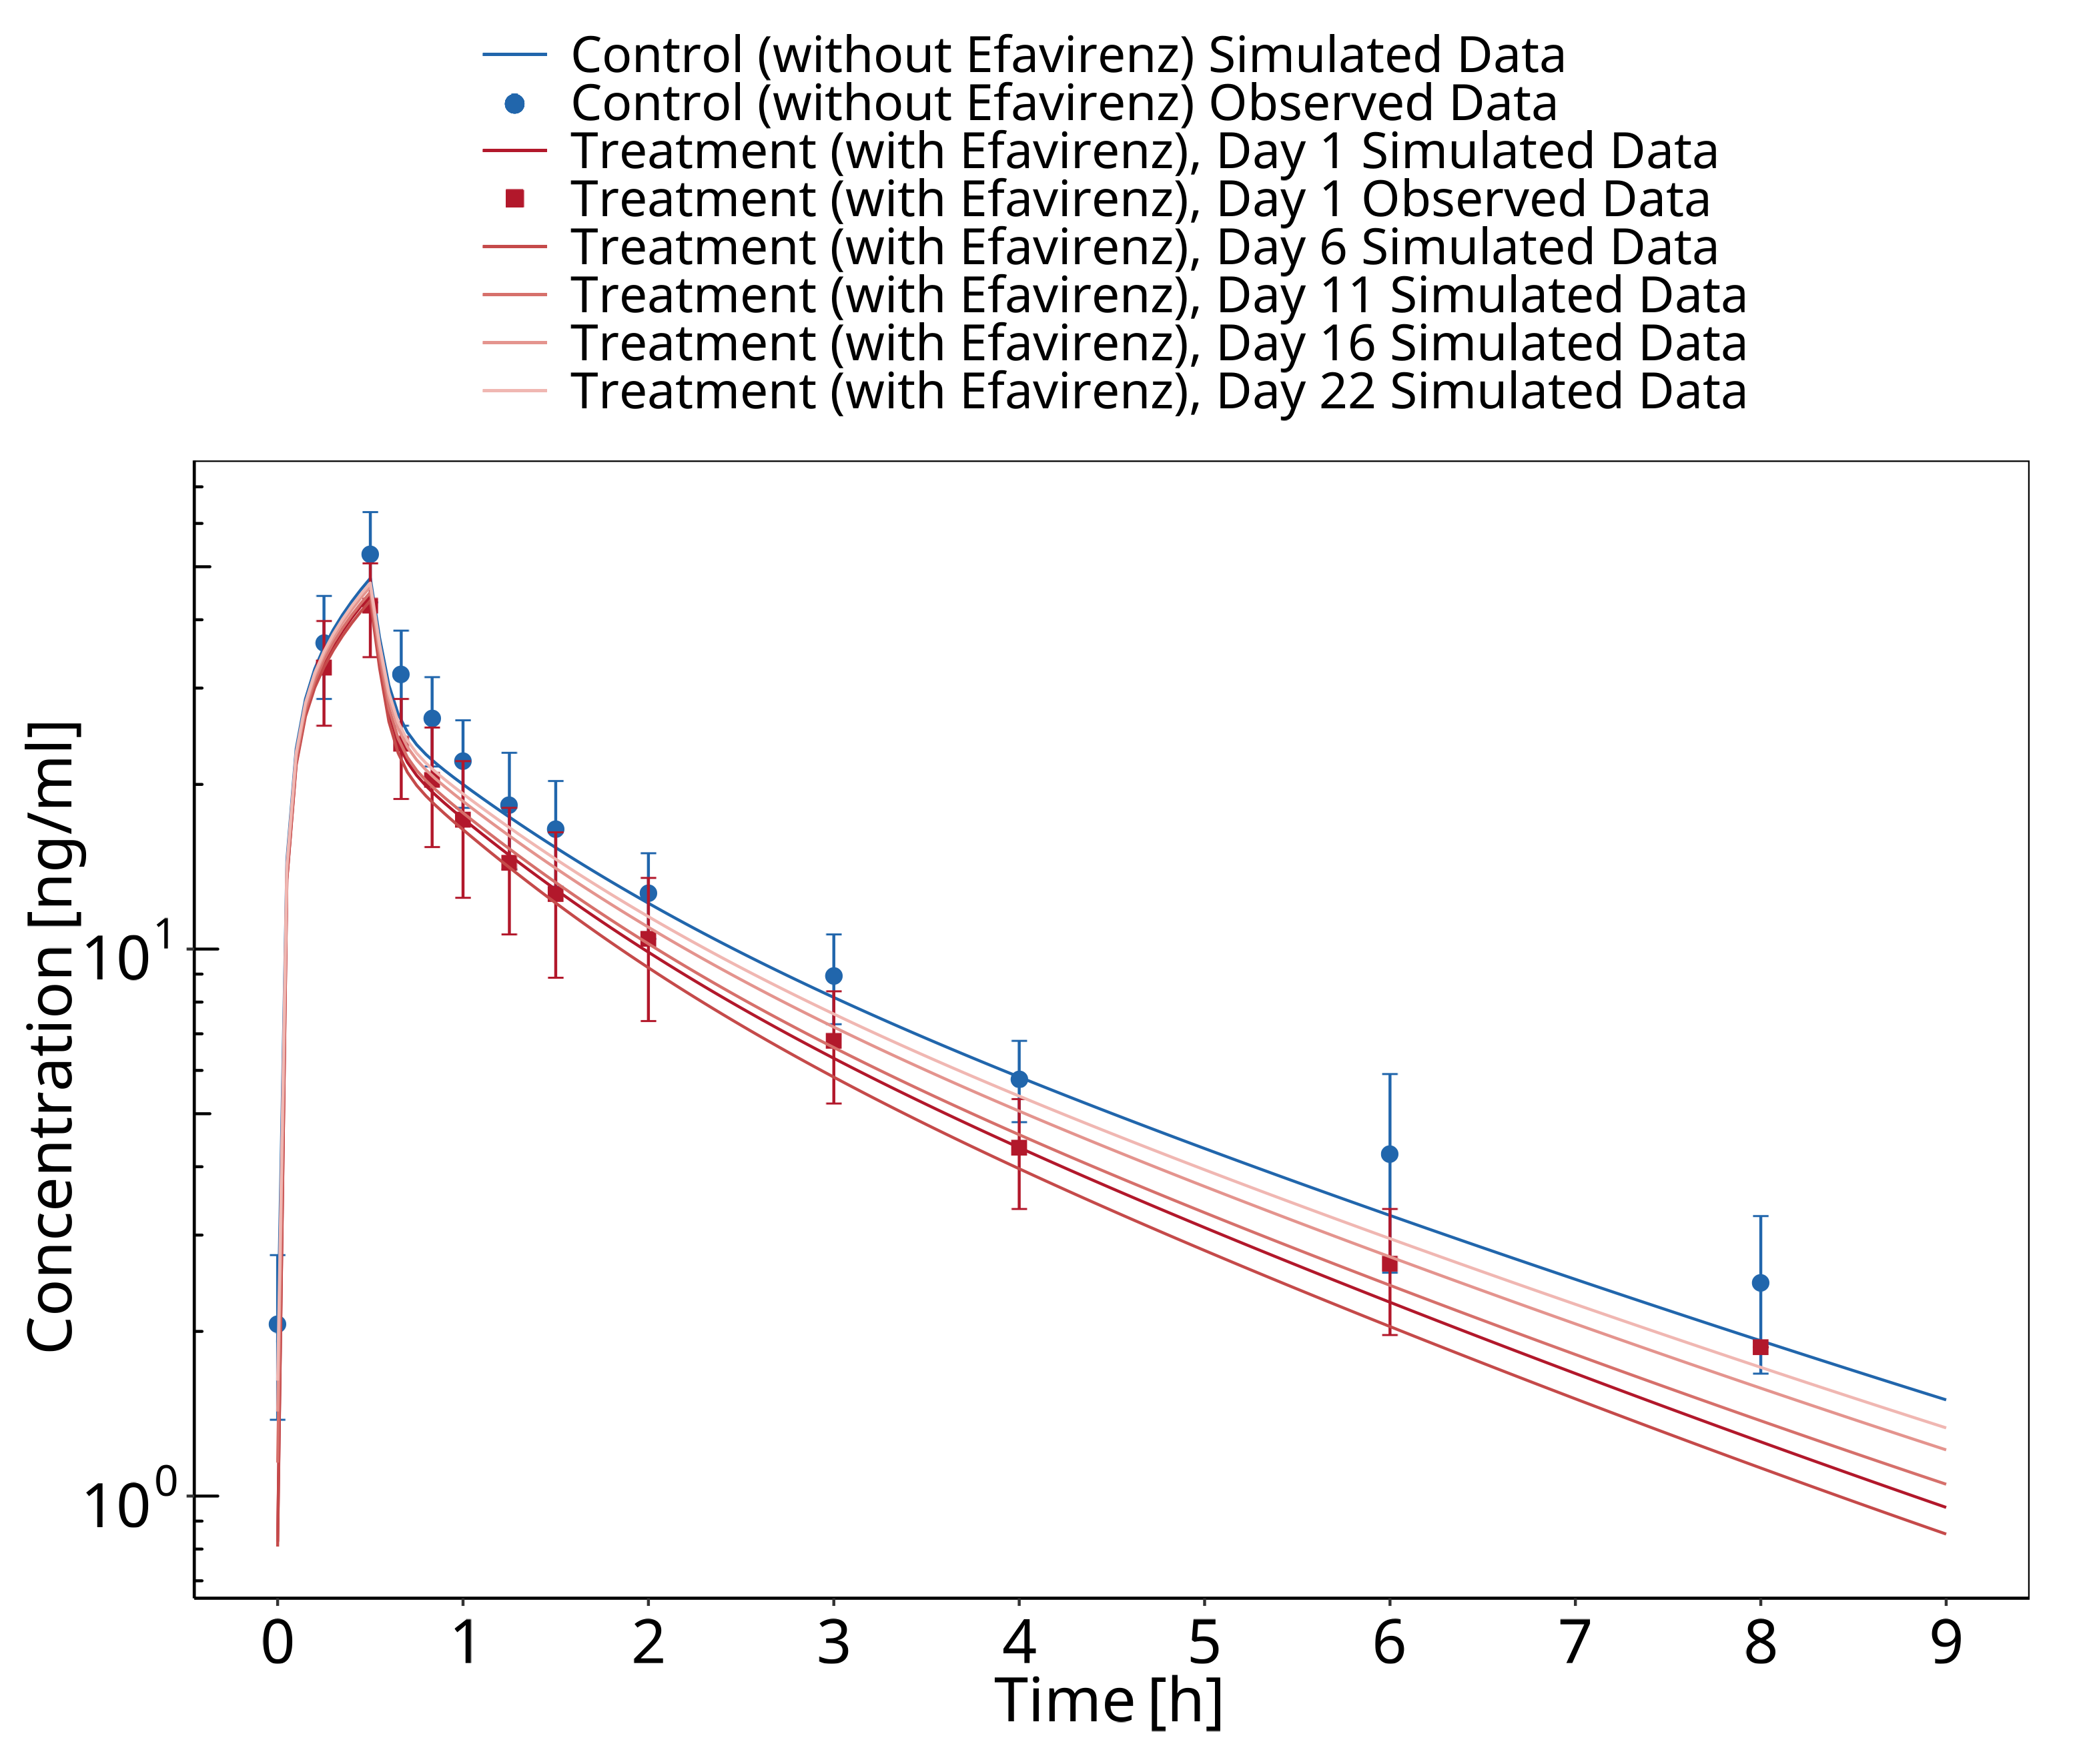 Control (without Efavirenz) Simulated Data
Control (without Efavirenz) Observed Data
Treatment (with Efavirenz), Day 1 Simulated Data
Treatment (with Efavirenz), Day 1 Observed Data
Treatment (with Efavirenz), Day 6 Simulated Data
Treatment (with Efavirenz), Day 11 Simulated Data
Treatment (with Efavirenz), Day 16 Simulated Data
Treatment (with Efavirenz), Day 22 Simulated Data
Concentration [ng/ml]
10¹
10⁰
0 1 2 3 4 5 6 7 8 9
Time [h]